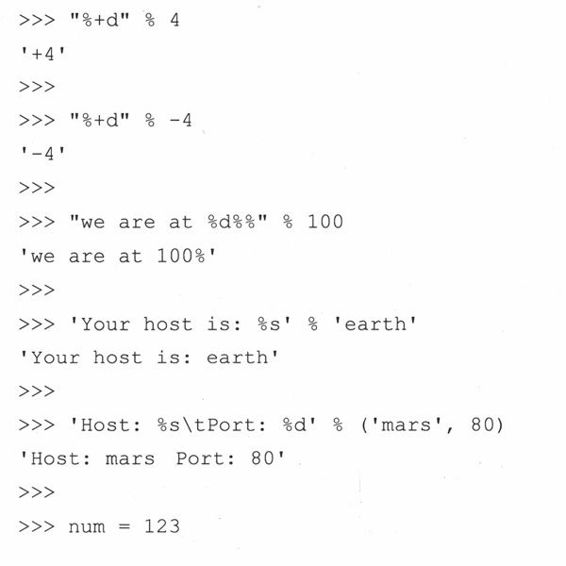 >>> "%+d" % 4
'+4'
>>>
>>> "%+d" % -4
'-4'
>>>
>>> "we are at %d%%" % 100
'we are at 100%'
>>>
>>> 'Your host is: %s' % 'earth'
'Your host is: earth'
>>>
>>> 'Host: %s\tPort: %d' % ('mars', 80)
'Host: mars  Port: 80'
>>>
>>> num = 123